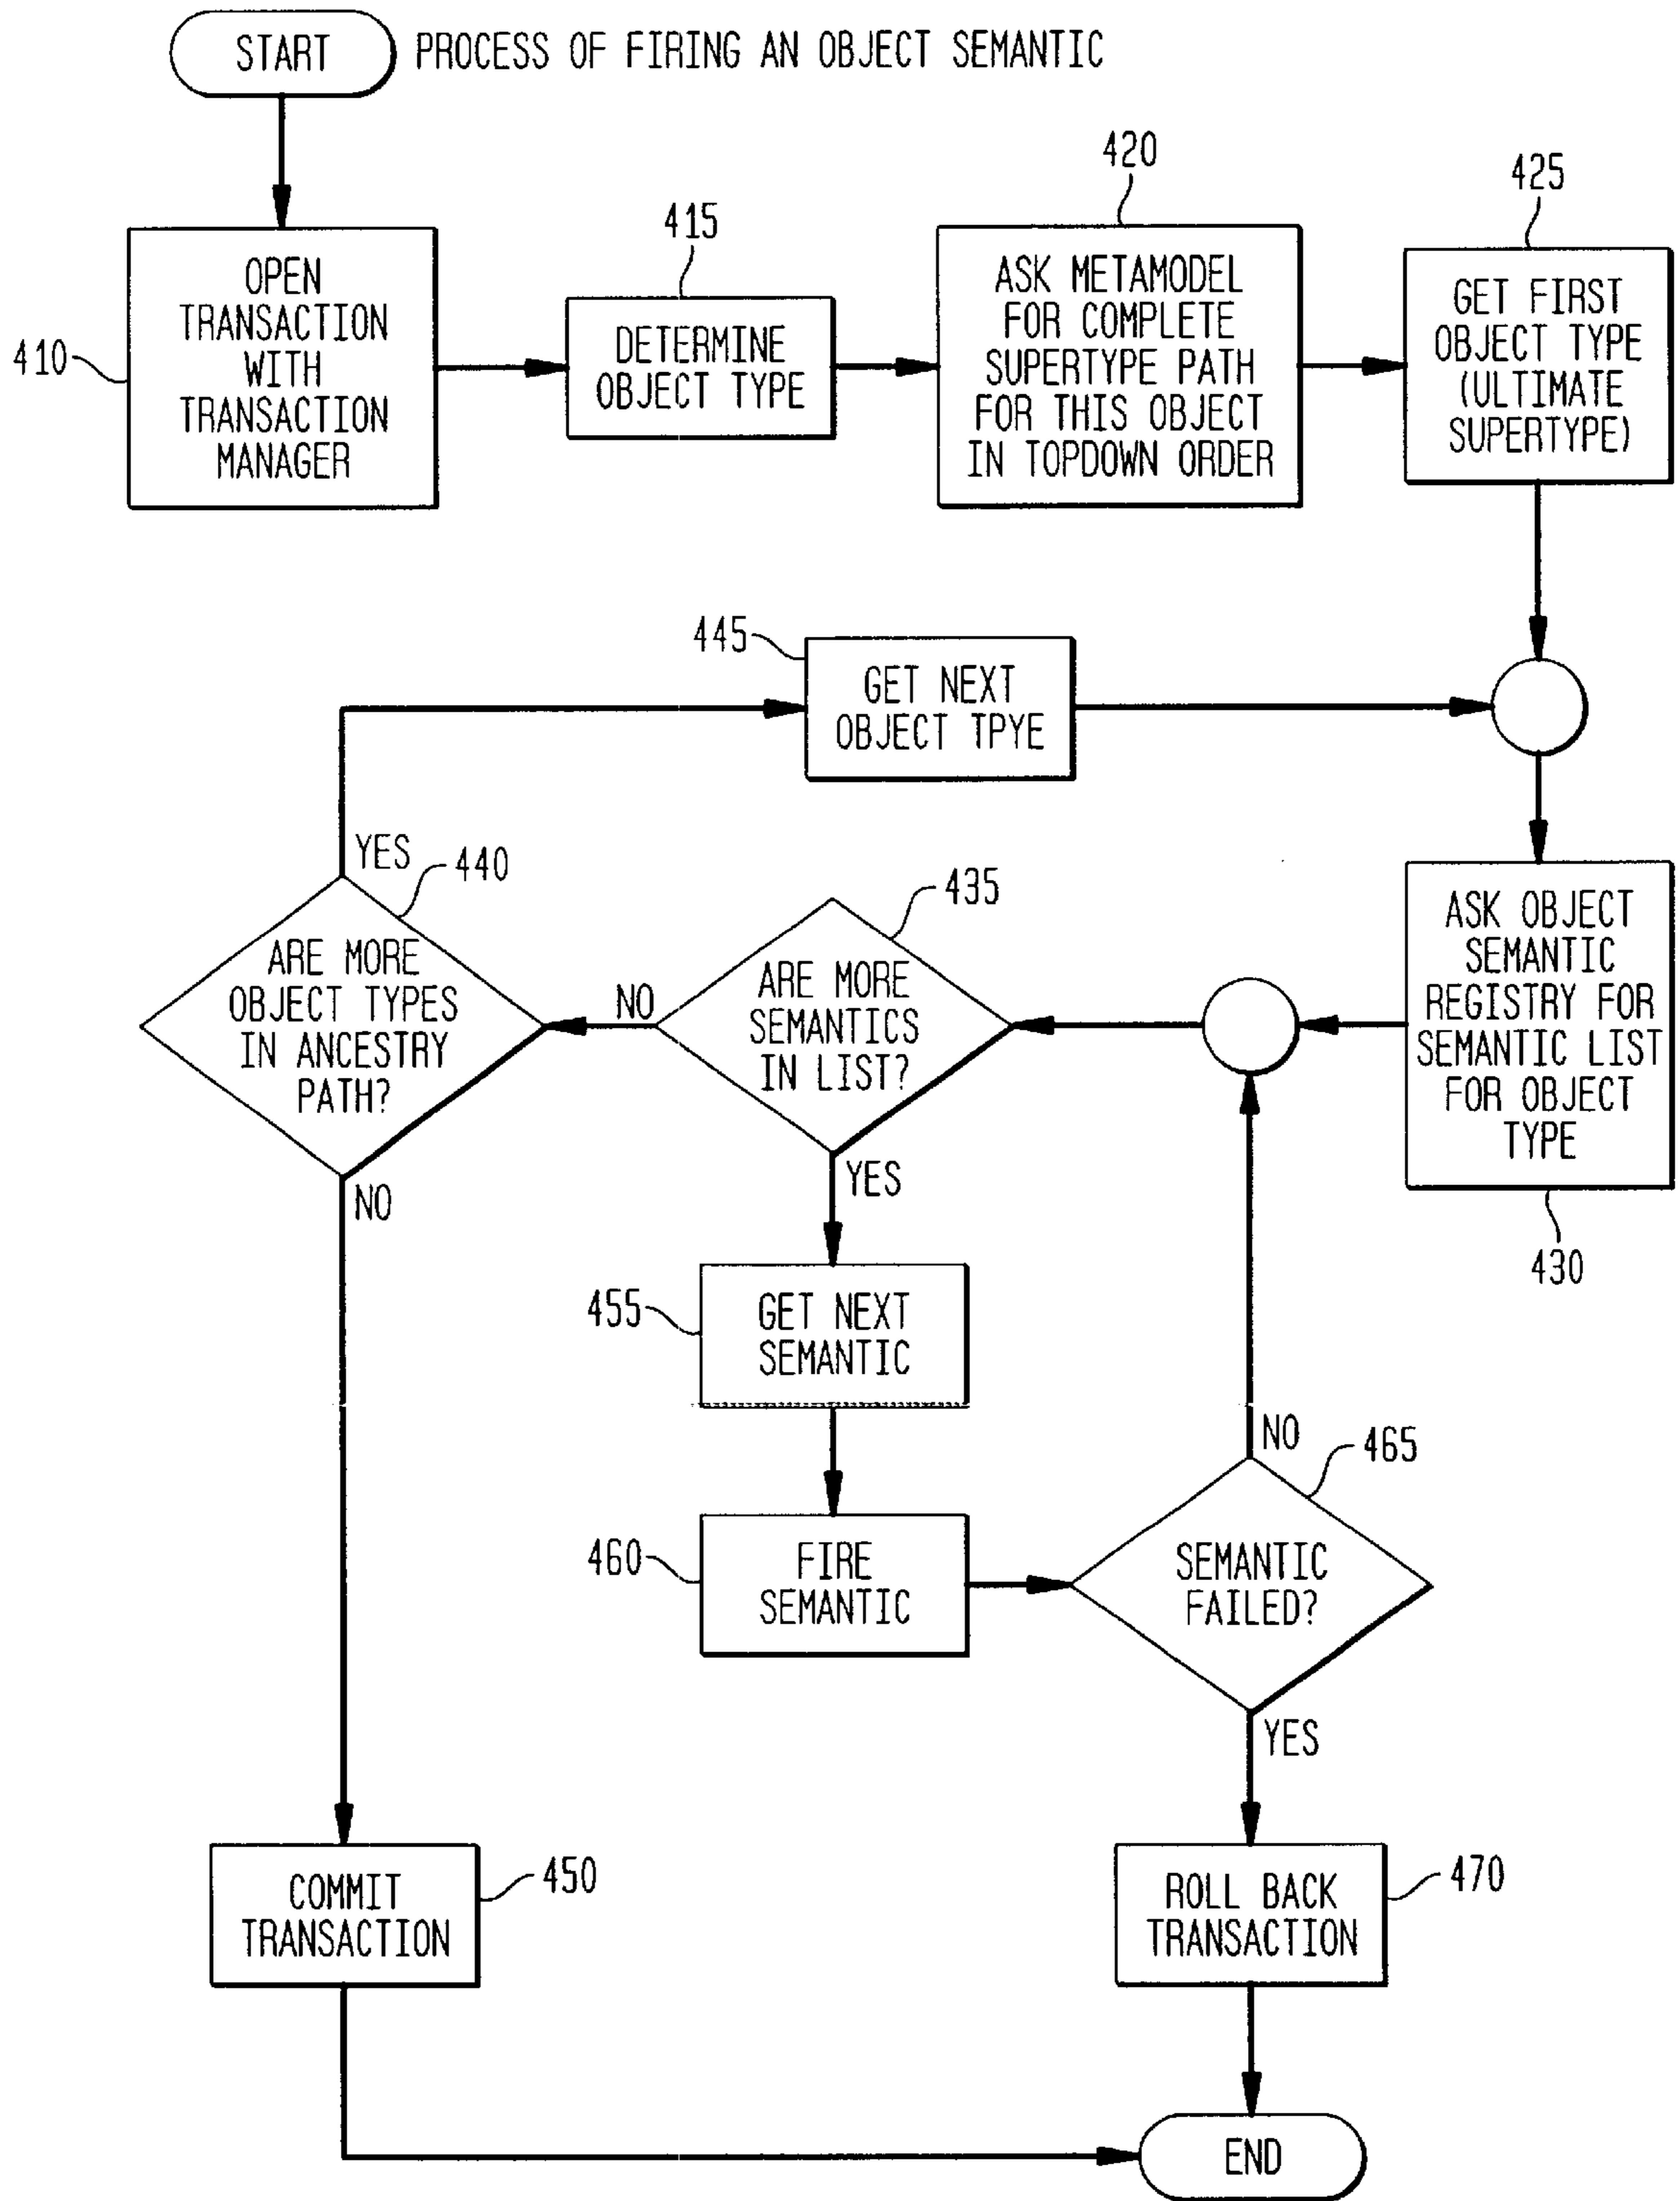 START
PROCESS OF FIRING AN OBJECT SEMANTIC
410
OPEN
TRANSACTION
WITH
TRANSACTION
MANAGER
415
DETERMINE
OBJECT TYPE
420
ASK METAMODEL
FOR COMPLETE
SUPERTYPE PATH
FOR THIS OBJECT
IN TOPDOWN ORDER
425
GET FIRST
OBJECT TYPE
(ULTIMATE
SUPERTYPE)
445
GET NEXT
OBJECT TPYE
YES
440
ARE MORE
OBJECT TYPES
IN ANCESTRY
PATH?
NO
NO
435
ARE MORE
SEMANTICS
IN LIST?
YES
ASK OBJECT
SEMANTIC
REGISTRY FOR
SEMANTIC LIST
FOR OBJECT
TYPE
430
455
GET NEXT
SEMANTIC
460
FIRE
SEMANTIC
NO
465
SEMANTIC
FAILED?
YES
COMMIT
TRANSACTION
450
ROLL BACK
TRANSACTION
470
END